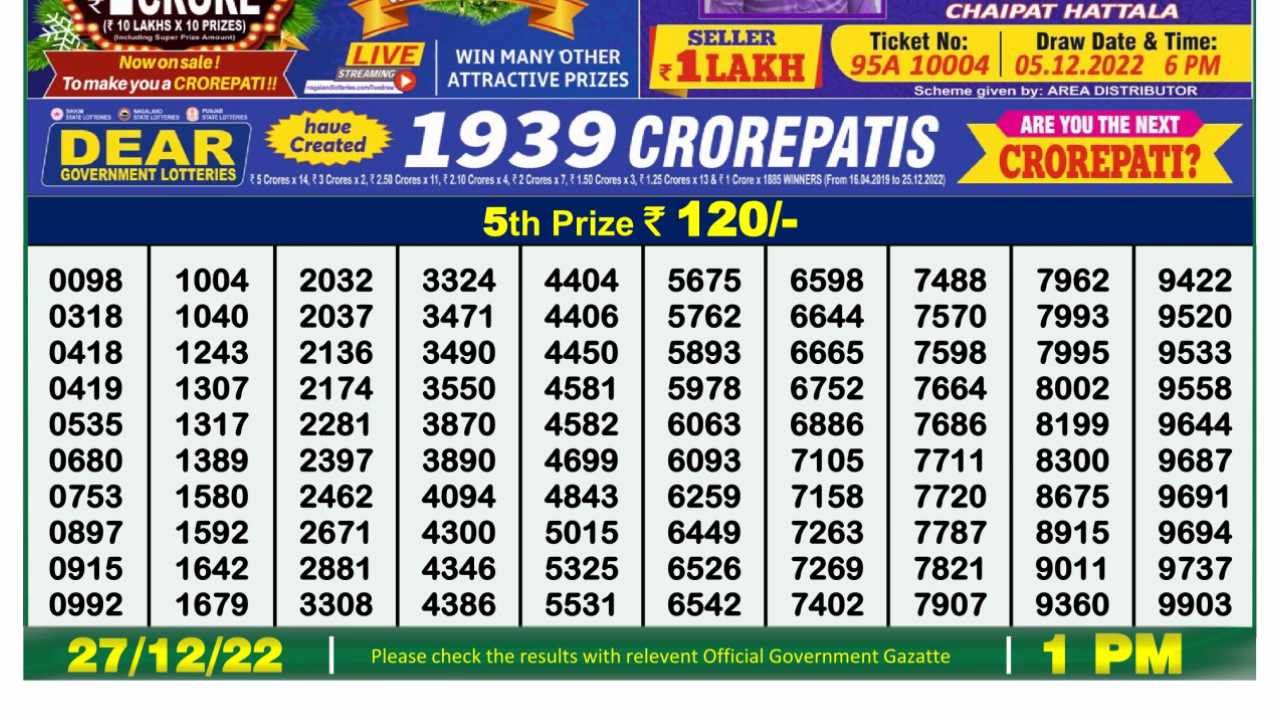 ₹1 CRORE
(₹ 10 LAKHS X 10 PRIZES)
(Including Super Prize Amount)
Now on sale!
To make you a CROREPATI!!
LIVE
STREAMING
nagalandlotteries.com/livedraw
WIN MANY OTHER
ATTRACTIVE PRIZES
SELLER
₹1 LAKH
CHAIPAT HATTALA
Ticket No:
95A 10004
Draw Date & Time:
05.12.2022 6 PM
Scheme given by: AREA DISTRIBUTOR
SIKKIM
STATE LOTTERIES
NAGALAND
STATE LOTTERIES
PUNJAB
STATE LOTTERIES
DEAR
GOVERNMENT LOTTERIES
have
Created
1939 CROREPATIS
₹ 5 Crores x 14, ₹ 3 Crores x 2, ₹ 2.50 Crores x 11, ₹ 2.10 Crores x 4, ₹ 2 Crores x 7, ₹ 1.50 Crores x 3, ₹ 1.25 Crores x 13 & ₹ 1 Crore x 1885 WINNERS (From 16.04.2019 to 25.12.2022)
ARE YOU THE NEXT
CROREPATI?
5th Prize ₹ 120/-
0098 1004 2032 3324 4404 5675 6598 7488 7962 9422
0318 1040 2037 3471 4406 5762 6644 7570 7993 9520
0418 1243 2136 3490 4450 5893 6665 7598 7995 9533
0419 1307 2174 3550 4581 5978 6752 7664 8002 9558
0535 1317 2281 3870 4582 6063 6886 7686 8199 9644
0680 1389 2397 3890 4699 6093 7105 7711 8300 9687
0753 1580 2462 4094 4843 6259 7158 7720 8675 9691
0897 1592 2671 4300 5015 6449 7263 7787 8915 9694
0915 1642 2881 4346 5325 6526 7269 7821 9011 9737
0992 1679 3308 4386 5531 6542 7402 7907 9360 9903
27/12/22
Please check the results with relevent Official Government Gazatte
1 PM